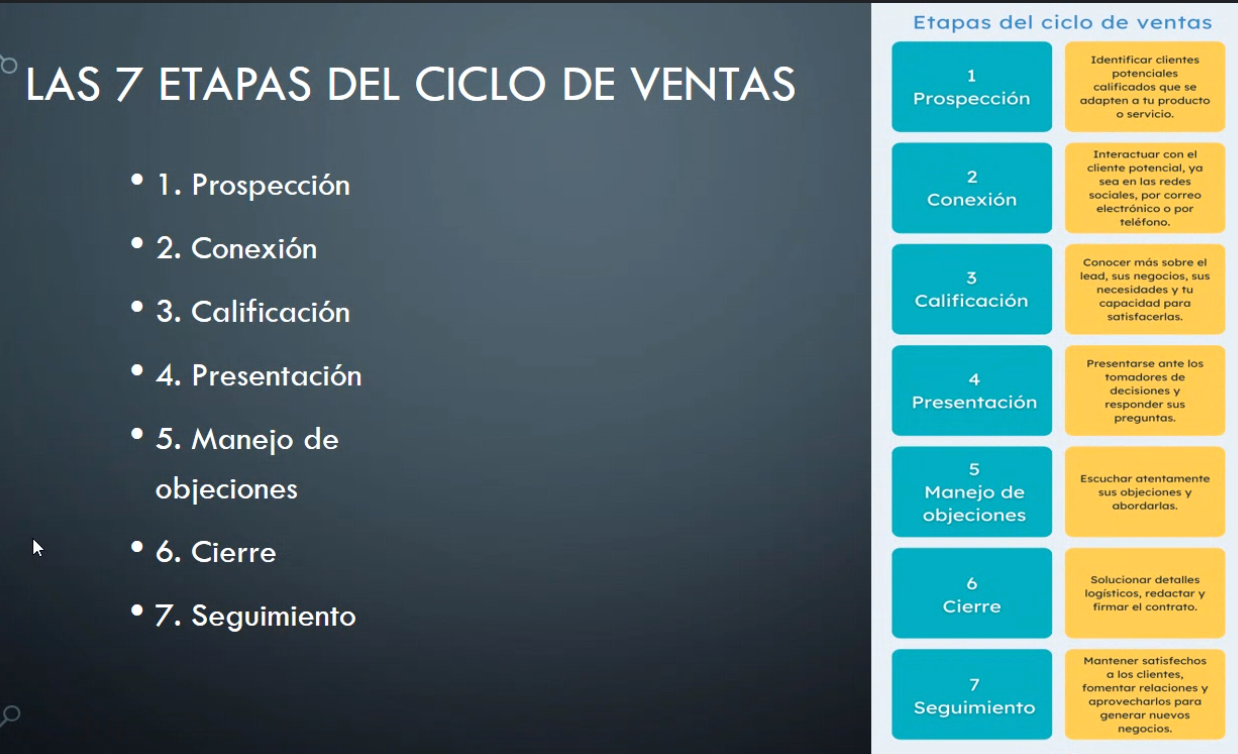 LAS 7 ETAPAS DEL CICLO DE VENTAS
• 1. Prospección
• 2. Conexión
• 3. Calificación
• 4. Presentación
• 5. Manejo de
objeciones
• 6. Cierre
• 7. Seguimiento
Etapas del ciclo de ventas
1
Prospección
Identificar clientes
potenciales
calificados que se
adapten a tu producto
o servicio.
2
Conexión
Interactuar con el
cliente potencial, ya
sea en las redes
sociales, por correo
electrónico o por
teléfono.
3
Calificación
Conocer más sobre el
lead, sus negocios, sus
necesidades y tu
capacidad para
satisfacerlas.
4
Presentación
Presentarse ante los
tomadores de
decisiones y
responder sus
preguntas.
5
Manejo de
objeciones
Escuchar atentamente
sus objeciones y
abordarlas.
6
Cierre
Solucionar detalles
logísticos, redactar y
firmar el contrato.
7
Seguimiento
Mantener satisfechos
a los clientes,
fomentar relaciones y
aprovecharlos para
generar nuevos
negocios.